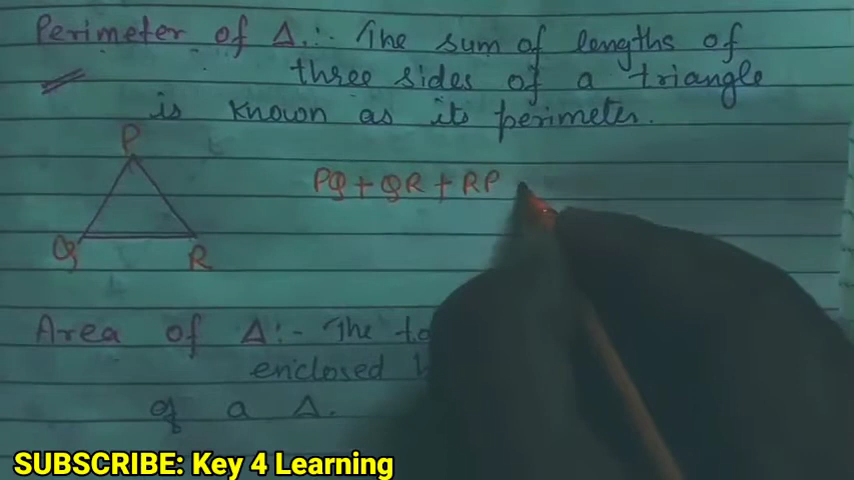 Perimeter of Δ :- The sum of lengths of
three sides of a triangle
is known as its perimeter.
P
PQ + QR + RP
Q
R
Area of Δ :- The
enclosed
of a Δ.
SUBSCRIBE: Key 4 Learning